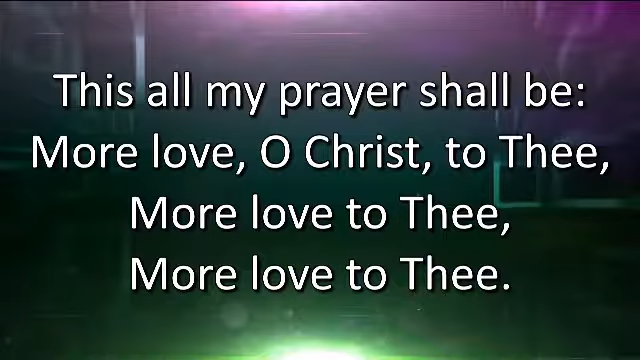 This all my prayer shall be:
More love, O Christ, to Thee,
More love to Thee,
More love to Thee.